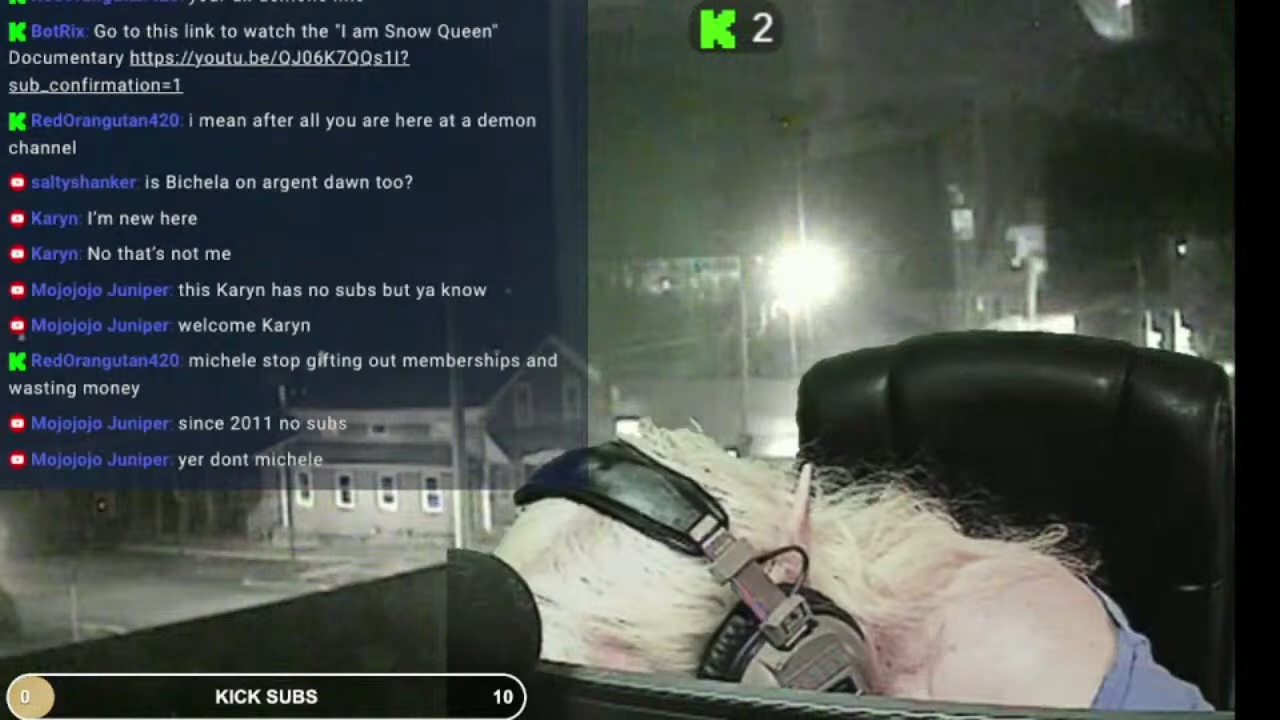 BotRix: Go to this link to watch the "I am Snow Queen"
Documentary https://youtu.be/QJ06K7QQs1I?
sub_confirmation=1
RedOrangutan420: i mean after all you are here at a demon
channel
saltyshanker: is Bichela on argent dawn too?
Karyn: I'm new here
Karyn: No that's not me
Mojojojo Juniper: this Karyn has no subs but ya know
Mojojojo Juniper: welcome Karyn
RedOrangutan420: michele stop gifting out memberships and
wasting money
Mojojojo Juniper: since 2011 no subs
Mojojojo Juniper: yer dont michele
K 2
0 KICK SUBS 10